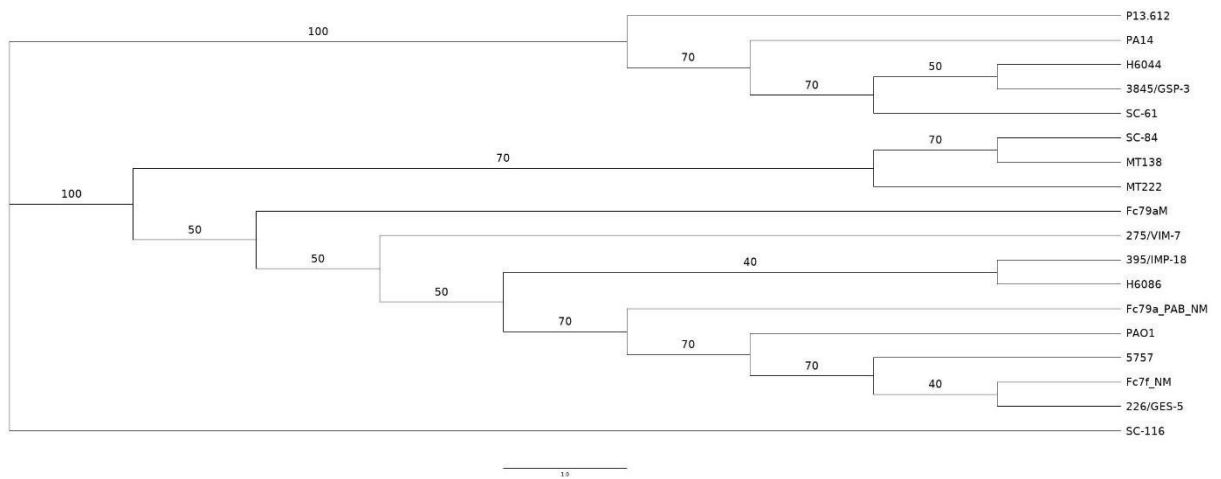 P13.612
100
PA14
70
H6044
50
3845/GSP-3
70
SC-61
SC-84
70
MT138
70
MT222
100
Fc79aM
50
275/VIM-7
50
395/IMP-18
40
H6086
50
Fc79a_PAB_NM
70
PAO1
70
5757
70
Fc7f_NM
40
226/GES-5
SC-116
1.0